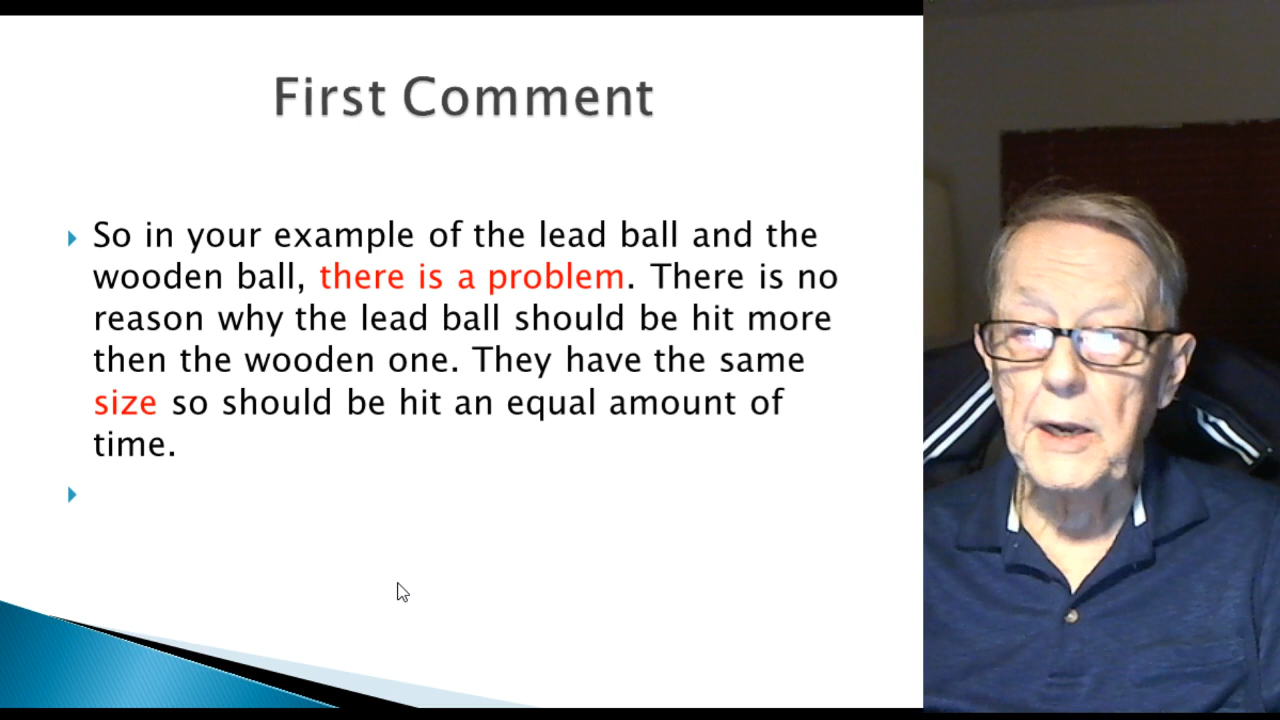 First Comment
So in your example of the lead ball and the
wooden ball, there is a problem. There is no
reason why the lead ball should be hit more
then the wooden one. They have the same
size so should be hit an equal amount of
time.